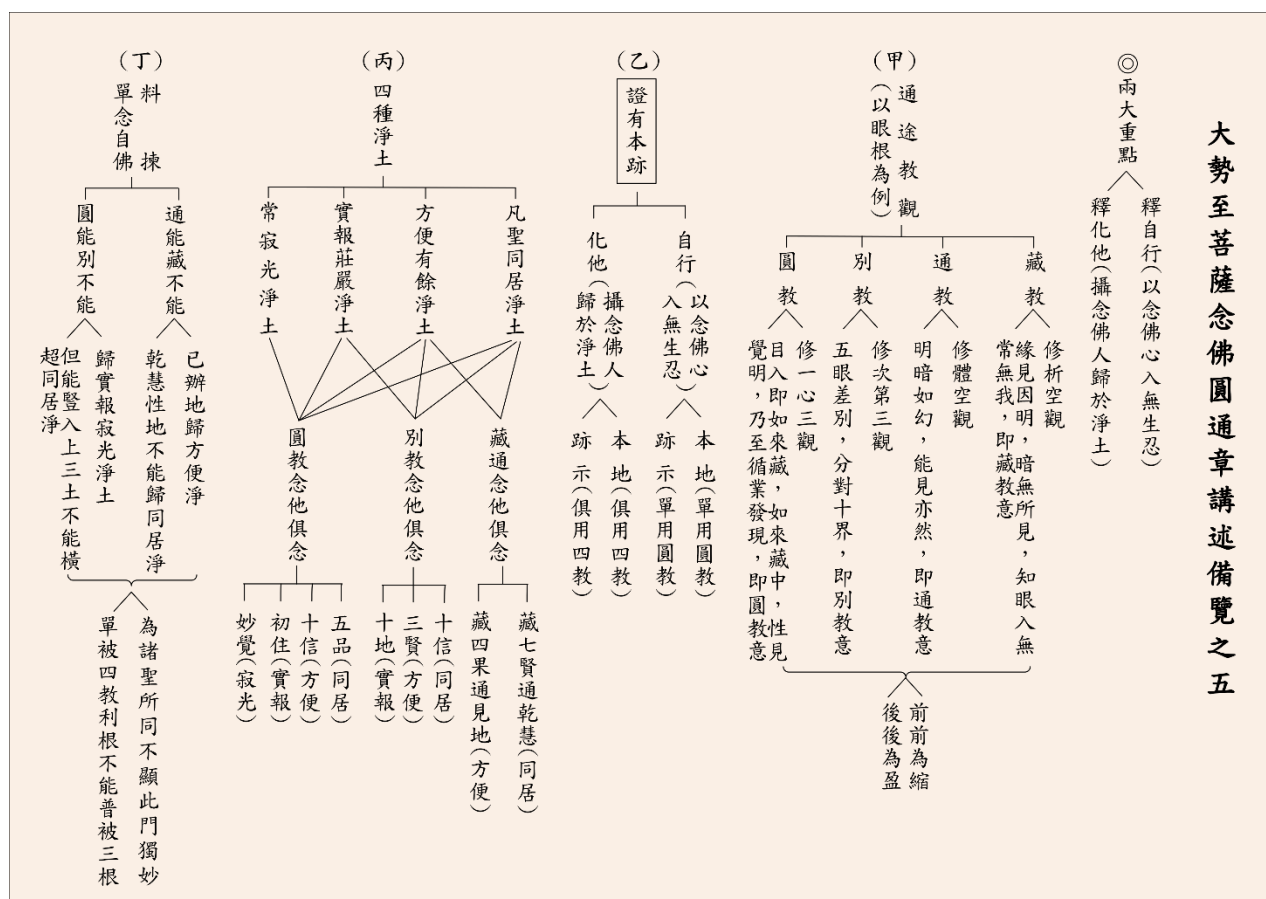 大勢至菩薩念佛圓通章講述備覽之五
◎兩大重點
釋自行(以念佛心入無生忍)
釋化他(攝念佛人歸於淨土)
(甲)
通途教觀
(以眼根為例)
藏教
修析空觀
緣見因明,暗無所見,知眼入無
常無我,即藏教意
通教
修體空觀
明暗如幻,能見亦然,即通教意
別教
修次第三觀
五眼差別,分對十界,即別教意
圓教
修一心三觀
目入即如來藏,如來藏中,性見
覺明,乃至循業發現,即圓教意
前前為縮
後後為盈
(乙)
證有本跡
自行(以念佛心
入無生忍)
本地(單用圓教)
跡示(單用圓教)
化他(攝念佛人
歸於淨土)
本地(俱用四教)
跡示(俱用四教)
(丙)
四種淨土
凡聖同居淨土
方便有餘淨土
實報莊嚴淨土
常寂光淨土
藏通念他俱念
藏七賢通乾慧(同居)
藏四果通見地(方便)
別教念他俱念
十信(同居)
三賢(方便)
十地(實報)
圓教念他俱念
五品(同居)
十信(方便)
初住(實報)
妙覺(寂光)
(丁)
料揀
單念自佛
通能藏不能
已辦地歸方便淨
乾慧性地不能歸同居淨
圓能別不能
歸實報寂光淨土
但能豎入上三土不能橫
超同居淨
為諸聖所同不顯此門獨妙
單被四教利根不能普被三根